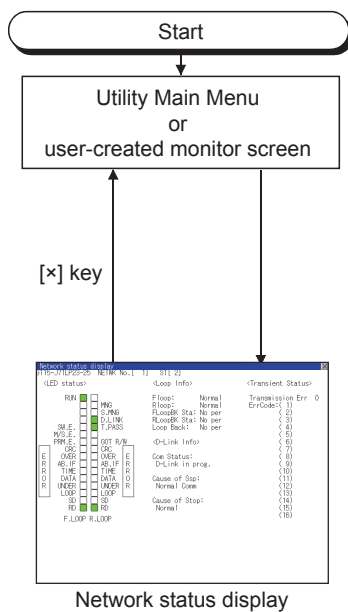 Start
Utility Main Menu
or
user-created monitor screen
[×] key
Network status display
GT15-J71LP23-25 NETWK No.[ 1] ST[ 2]
<LED status> <Loop Info> <Transient Status>
RUN Floop: Normal Transmission Err 0
MNG Rloop: Normal ErrCode:( 1)
S.MNG FLoopBK Sta: No per ( 2)
D.LINK RLoopBK Sta: No per ( 3)
SW.E. T.PASS Loop Back: No per ( 4)
M/S.E. ( 5)
PRM.E. GOT R/W <D-Link Info> ( 6)
CRC CRC ( 7)
E OVER OVER E Com Status: ( 8)
R AB.IF AB.IF R D-Link in prog. ( 9)
R TIME TIME R (10)
O DATA DATA O Cause of Ssp: (11)
R UNDER UNDER R Normal Comm (12)
LOOP LOOP (13)
SD SD Cause of Stop: (14)
RD RD Normal (15)
F.LOOP R.LOOP (16)
Network status display